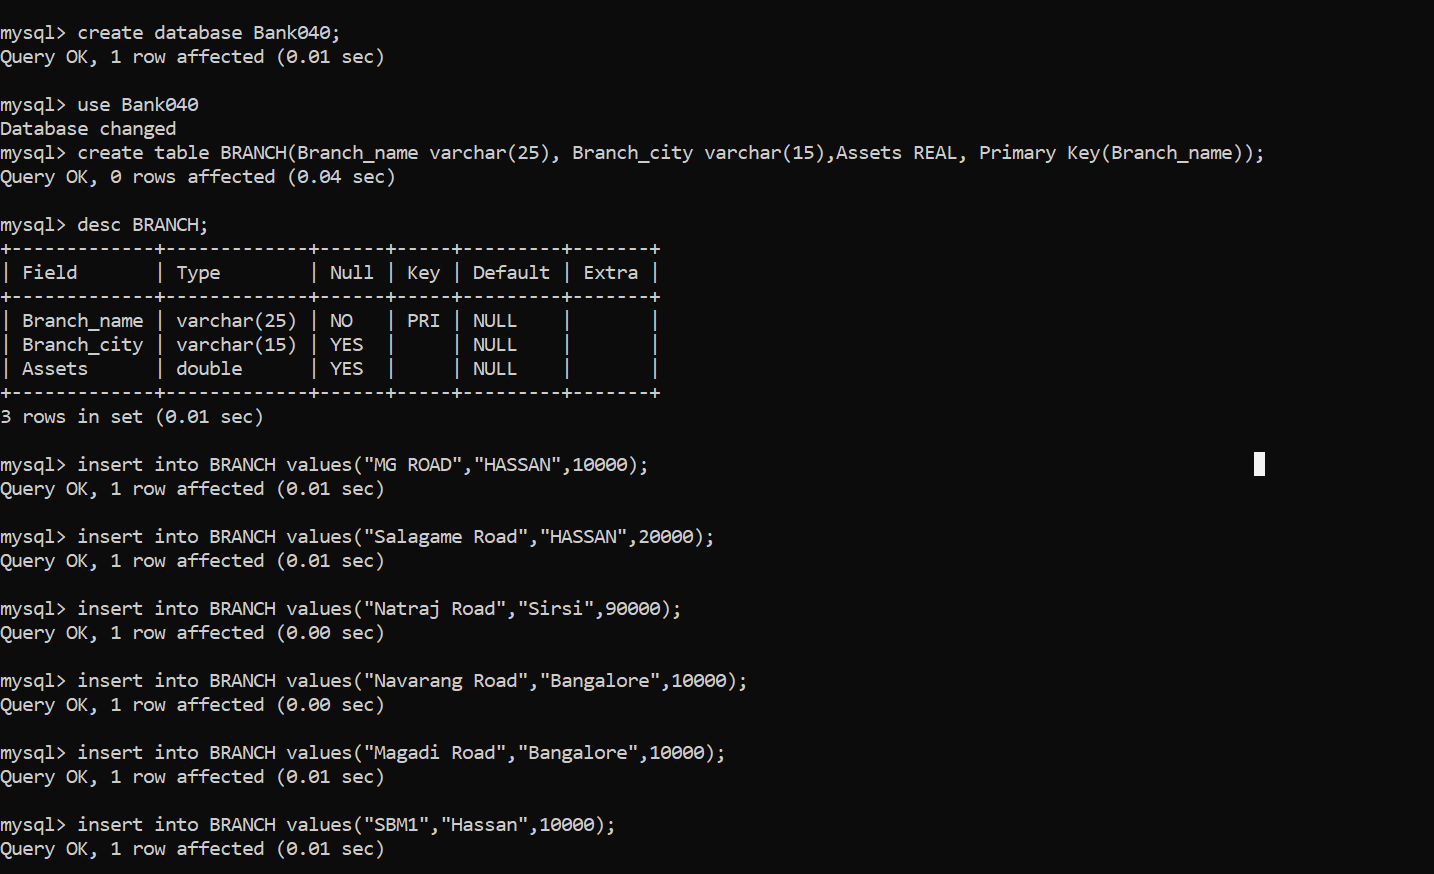 mysql> create database Bank040;
Query OK, 1 row affected (0.01 sec)
mysql> use Bank040
Database changed
mysql> create table BRANCH(Branch_name varchar(25), Branch_city varchar(15),Assets REAL, Primary Key(Branch_name));
Query OK, 0 rows affected (0.04 sec)
mysql> desc BRANCH;
+-------------+-------------+------+-----+---------+-------+
| Field       | Type        | Null | Key | Default | Extra |
+-------------+-------------+------+-----+---------+-------+
| Branch_name | varchar(25) | NO   | PRI | NULL    |       |
| Branch_city | varchar(15) | YES  |     | NULL    |       |
| Assets      | double      | YES  |     | NULL    |       |
+-------------+-------------+------+-----+---------+-------+
3 rows in set (0.01 sec)
mysql> insert into BRANCH values("MG ROAD","HASSAN",10000);
Query OK, 1 row affected (0.01 sec)
mysql> insert into BRANCH values("Salagame Road","HASSAN",20000);
Query OK, 1 row affected (0.01 sec)
mysql> insert into BRANCH values("Natraj Road","Sirsi",90000);
Query OK, 1 row affected (0.00 sec)
mysql> insert into BRANCH values("Navarang Road","Bangalore",10000);
Query OK, 1 row affected (0.00 sec)
mysql> insert into BRANCH values("Magadi Road","Bangalore",10000);
Query OK, 1 row affected (0.01 sec)
mysql> insert into BRANCH values("SBM1","Hassan",10000);
Query OK, 1 row affected (0.01 sec)